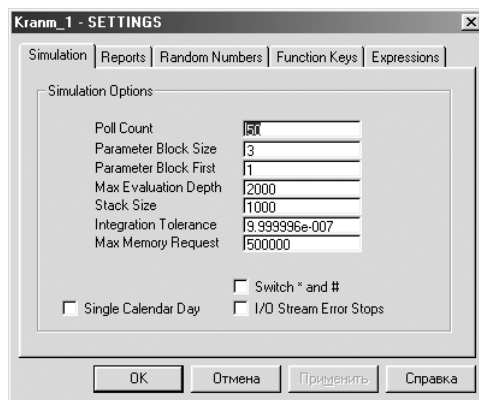 Kranm_1 - SETTINGS
Simulation Reports Random Numbers Function Keys Expressions
Simulation Options
Poll Count 50
Parameter Block Size 3
Parameter Block First 1
Max Evaluation Depth 2000
Stack Size 1000
Integration Tolerance 9.999996e-007
Max Memory Request 500000
Switch * and #
Single Calendar Day I/O Stream Error Stops
OK Отмена Применить Справка